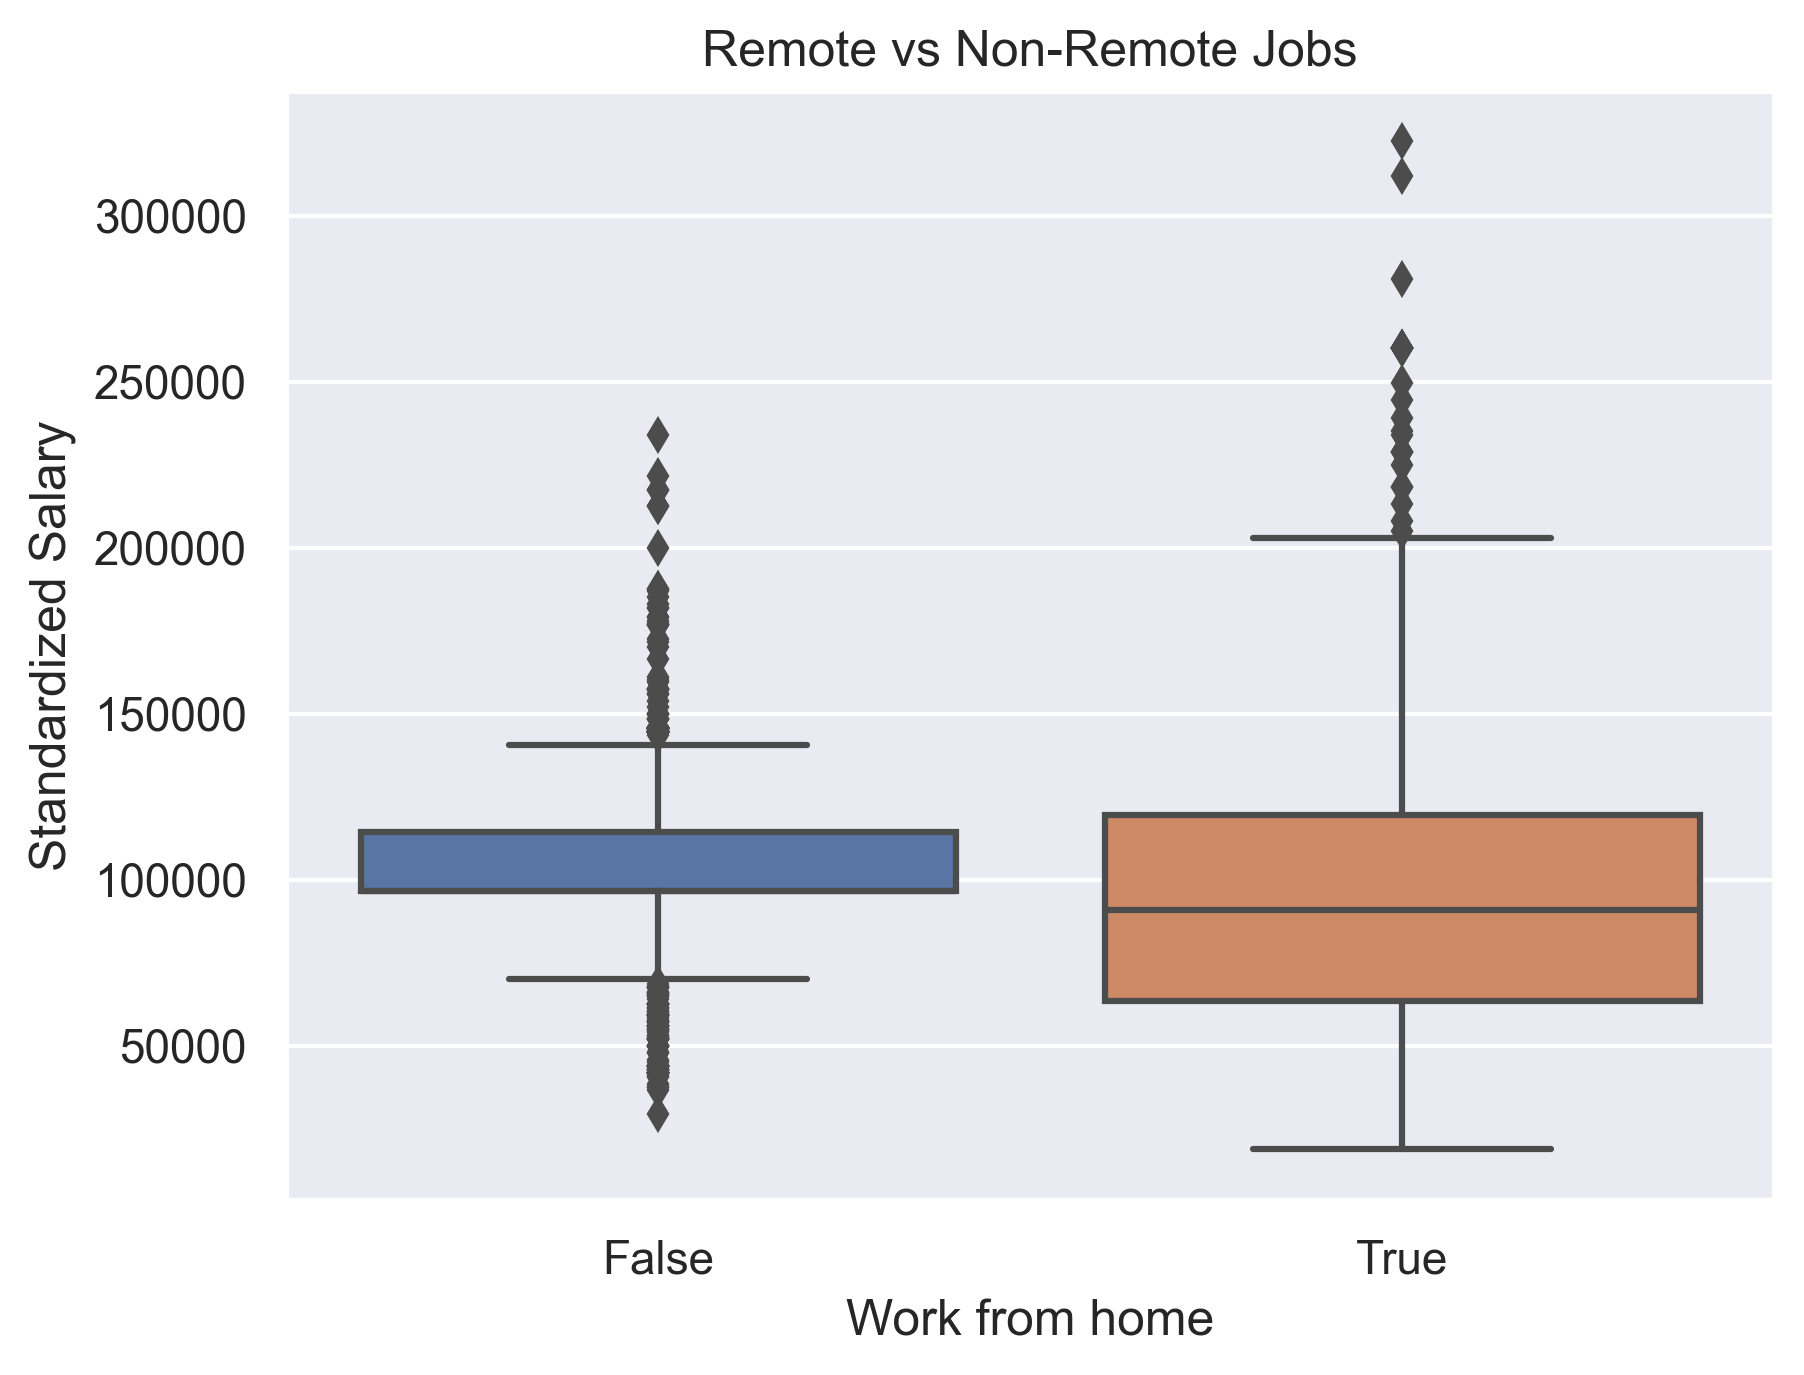 Remote vs Non-Remote Jobs
Standardized Salary
300000
250000
200000
150000
100000
50000
False True
Work from home